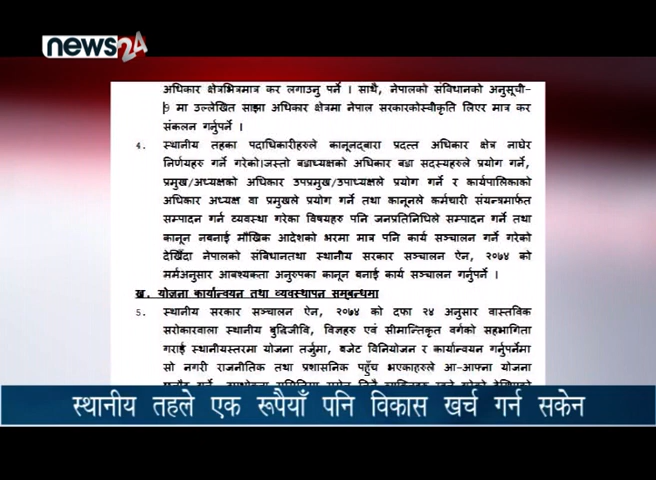 news24
अधिकार क्षेत्रभित्रमात्र कर लगाउनु पर्ने । साथै, नेपालको संविधानको अनुसूची-
9 मा उल्लेखित साझा अधिकार क्षेत्रमा नेपाल सरकारकोस्वीकृति लिएर मात्र कर
संकलन गर्नुपर्ने ।
4. स्थानीय तहका पदाधिकारीहरुले कानूनद्बारा प्रदत्त अधिकार क्षेत्र नाघेर
निर्णयहरु गर्ने गरेको।जस्तो बडाध्यक्षको अधिकार बडा सदस्यहरुले प्रयोग गर्ने,
प्रमुख/अध्यक्षको अधिकार उपप्रमुख/उपाध्यक्षले प्रयोग गर्ने र कार्यपालिकाको
अधिकार अध्यक्ष वा प्रमुखले प्रयोग गर्ने तथा कानूनले कर्मचारी संयन्त्रमार्फत
सम्पादन गर्न व्यवस्था गरेका विषयहरु पनि जनप्रतिनिधिले सम्पादन गर्ने तथा
कानून नबनाई मौखिक आदेशको भरमा मात्र पनि कार्य सञ्चालन गर्ने गरेको
देखिँदा नेपालको संबिधानतथा स्थानीय सरकार सञ्चालन ऐन, २०७४ को
मर्मअनुसार आबश्यकता अनुरुपका कानून बनाई कार्य सञ्चालन गर्नुपर्ने ।
ख. योजना कार्यान्वयन तथा व्यवस्थापन सम्बन्धमा
5. स्थानीय सरकार सञ्चालन ऐन, २०७४ को दफा २४ अनुसार वास्तविक
सरोकारवाला स्थानीय बुद्धिजीवि, विज्ञहरु एवं सीमान्तिकृत वर्गको सहभागिता
गराई स्थानीयस्तरमा योजना तर्जुमा, बजेट विनियोजन र कार्यान्वयन गर्नुपर्नेमा
सो नगरी राजनीतिक तथा प्रशासनिक पहुँच भएकाहरुले आ-आफ्ना योजना
स्थानीय तहले एक रूपैयाँ पनि विकास खर्च गर्न सकेन